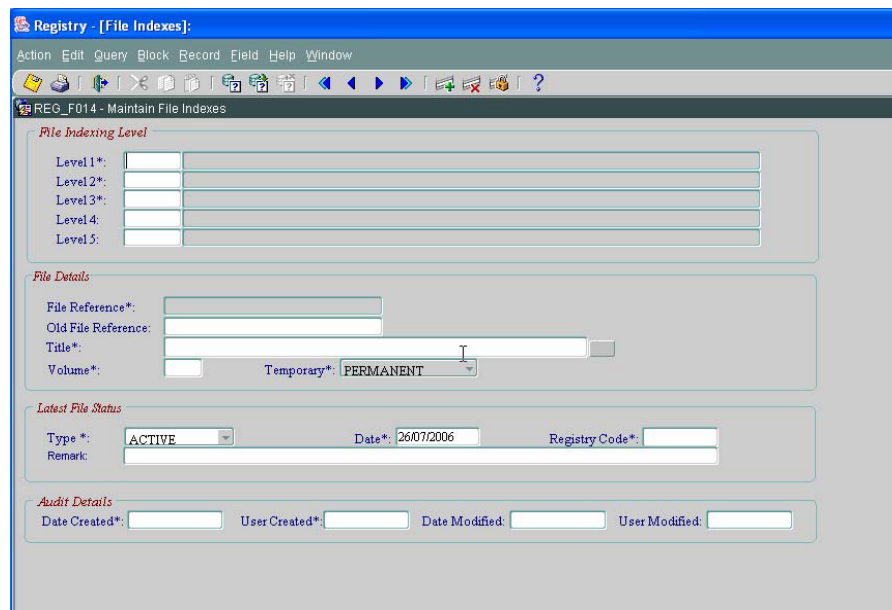 Registry - [File Indexes]:
Action Edit Query Block Record Field Help Window
REG_F014 - Maintain File Indexes
File Indexing Level
Level 1*:
Level 2*:
Level 3*:
Level 4:
Level 5:
File Details
File Reference*:
Old File Reference:
Title*:
Volume*: Temporary*: PERMANENT
Latest File Status
Type *: ACTIVE Date*: 26/07/2006 Registry Code*:
Remark:
Audit Details
Date Created*: User Created*: Date Modified: User Modified: